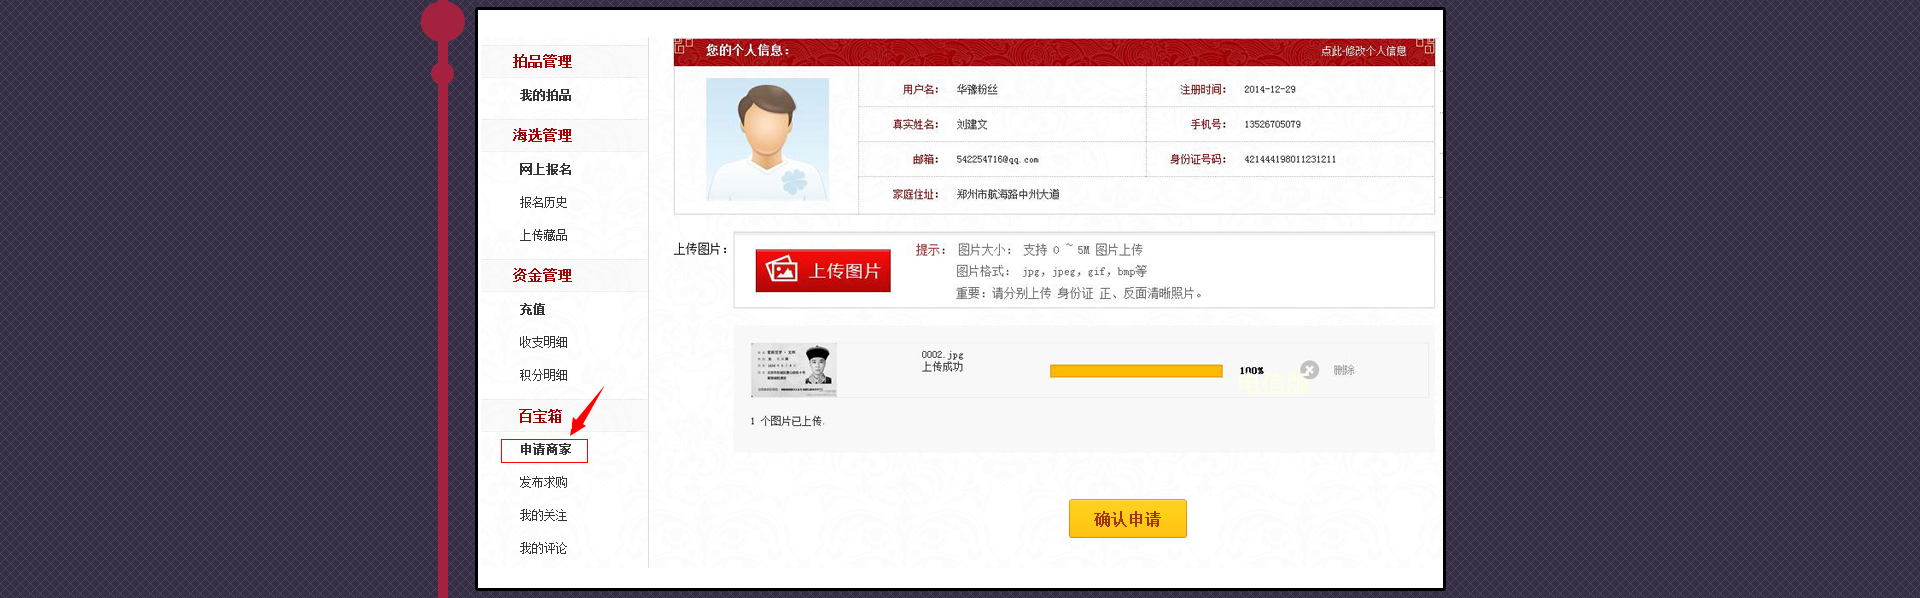 拍品管理
我的拍品
海选管理
网上报名
报名历史
上传藏品
资金管理
充值
收支明细
积分明细
百宝箱
申请商家
发布求购
我的关注
我的评论
您的个人信息：
点此-修改个人信息
用户名： 华豫粉丝
注册时间： 2014-12-29
真实姓名： 刘建文
手机号： 13526705079
邮箱： 542254716@qq.com
身份证号码： 421444198011231211
家庭住址： 郑州市航海路中州大道
上传图片：
上传图片
提示： 图片大小： 支持 0 ~ 5M 图片上传
图片格式： jpg，jpeg，gif，bmp等
重要：请分别上传 身份证 正、反面清晰照片。
0002.jpg
上传成功
100%
删除
1 个图片已上传.
确认申请